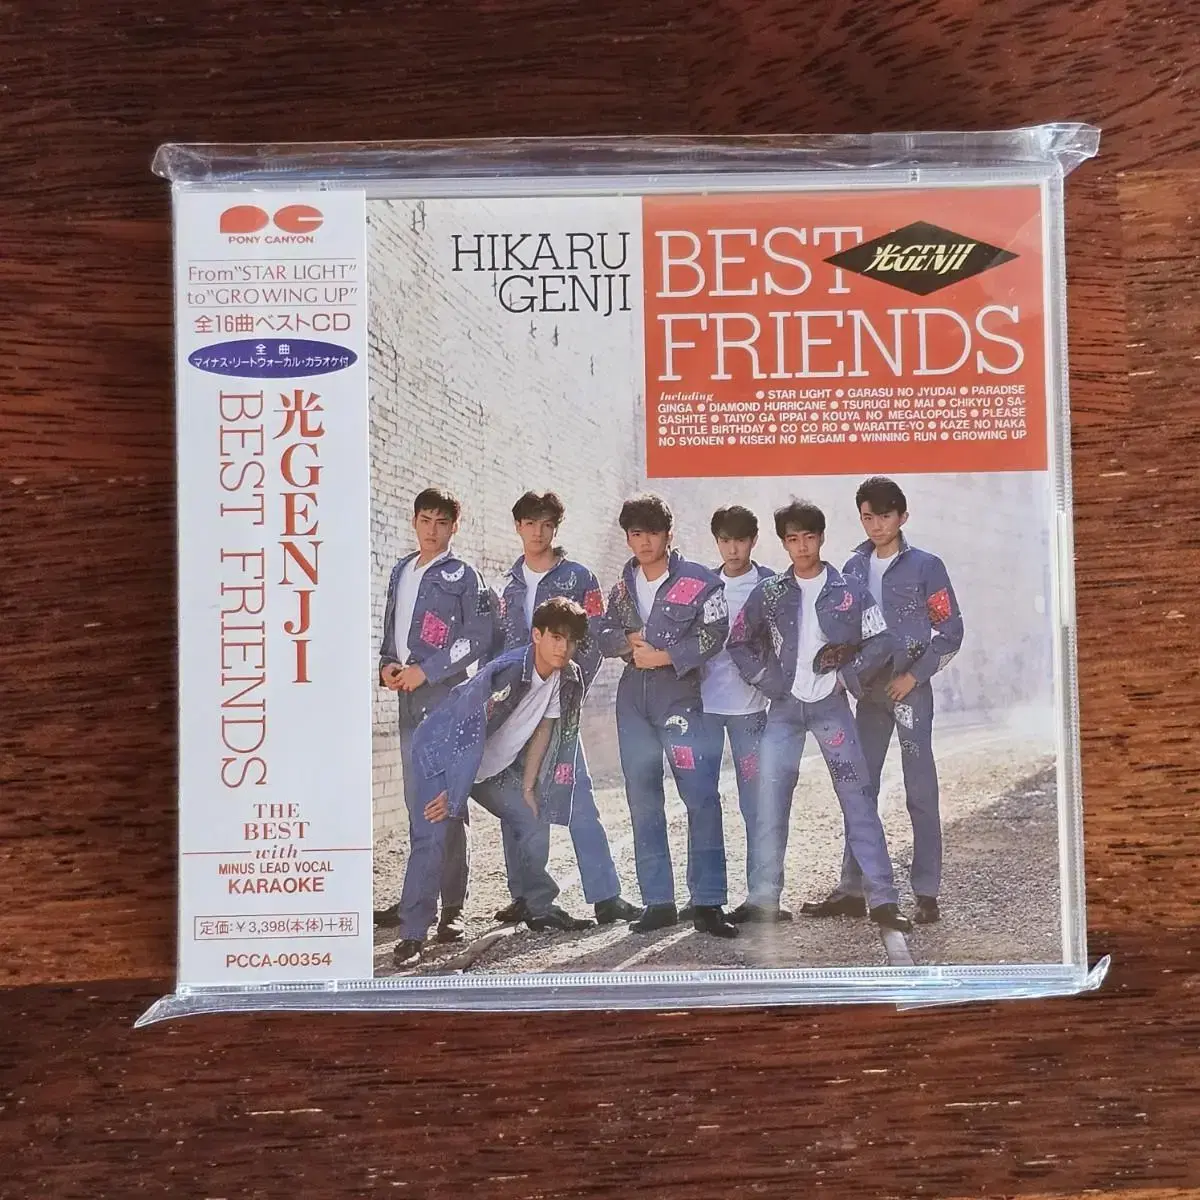 PONY CANYON
From "STAR LIGHT"
to "GROWING UP"
全16曲ベストCD
全曲
マイナス・リードヴォーカル・カラオケ付
光GENJI
BEST FRIENDS
THE
BEST
with
MINUS LEAD VOCAL
KARAOKE
定価:¥3,398(本体)+税
PCCA-00354
HIKARU
GENJI
BEST
光GENJI
FRIENDS
Including ● STAR LIGHT ● GARASU NO JYUDAI ● PARADISE
GINGA ● DIAMOND HURRICANE ● TSURUGI NO MAI ● CHIKYU O SA-
GASHITE ● TAIYO GA IPPAI ● KOUYA NO MEGALOPOLIS ● PLEASE
● LITTLE BIRTHDAY ● CO CO RO ● WARATTE-YO ● KAZE NO NAKA
NO SYONEN ● KISEKI NO MEGAMI ● WINNING RUN ● GROWING UP